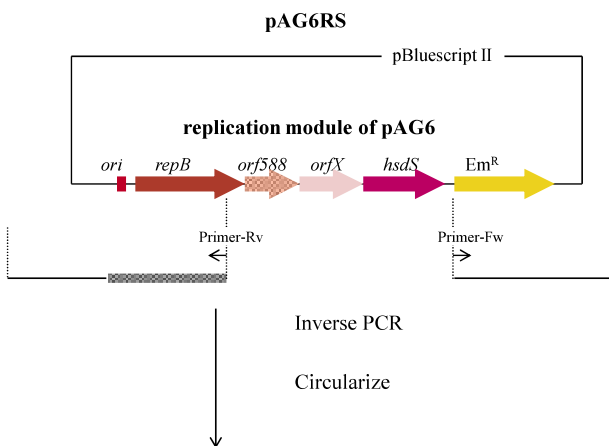 pAG6RS
pBluescript II
replication module of pAG6
ori repB orf588 orfX hsdS Em^R
Primer-Rv Primer-Fw
Inverse PCR
Circularize